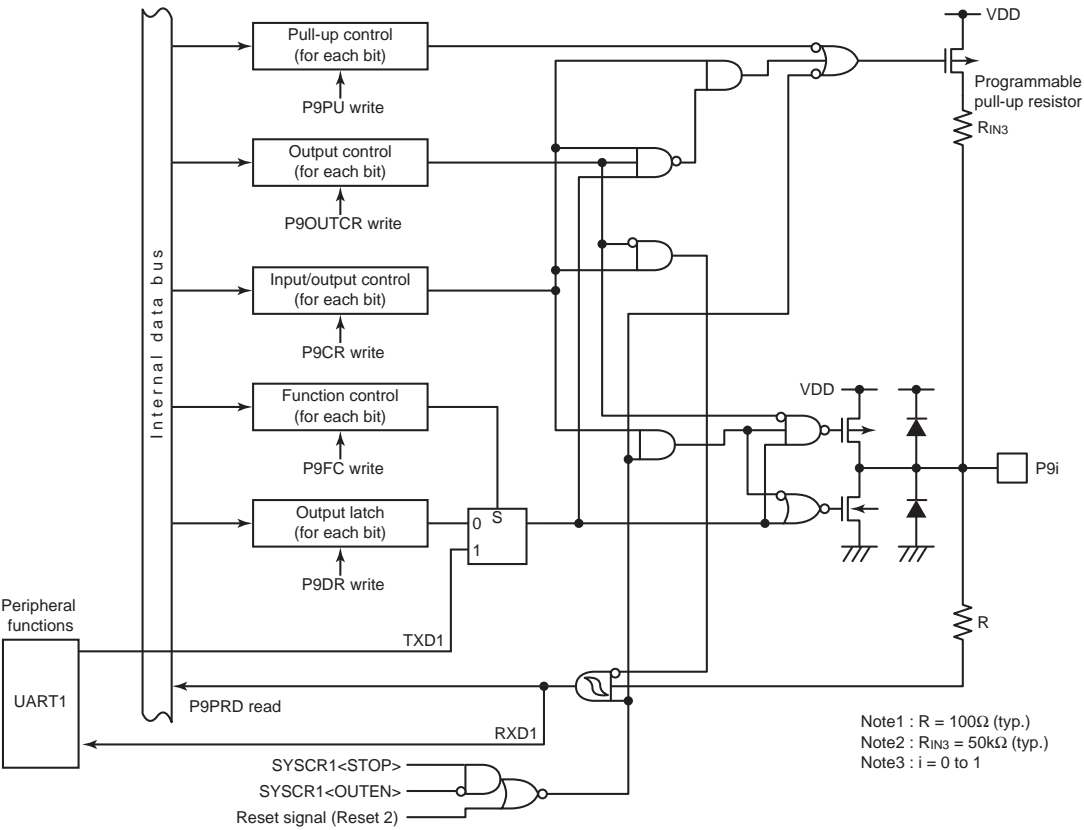 Pull-up control
(for each bit)
P9PU write
Output control
(for each bit)
P9OUTCR write
Input/output control
(for each bit)
P9CR write
Function control
(for each bit)
P9FC write
Output latch
(for each bit)
P9DR write
Internal data bus
0 S
1
VDD
Programmable
pull-up resistor
RIN3
VDD
P9i
R
Peripheral
functions
UART1
TXD1
P9PRD read
RXD1
SYSCR1<STOP>
SYSCR1<OUTEN>
Reset signal (Reset 2)
Note1 : R = 100Ω (typ.)
Note2 : RIN3 = 50kΩ (typ.)
Note3 : i = 0 to 1